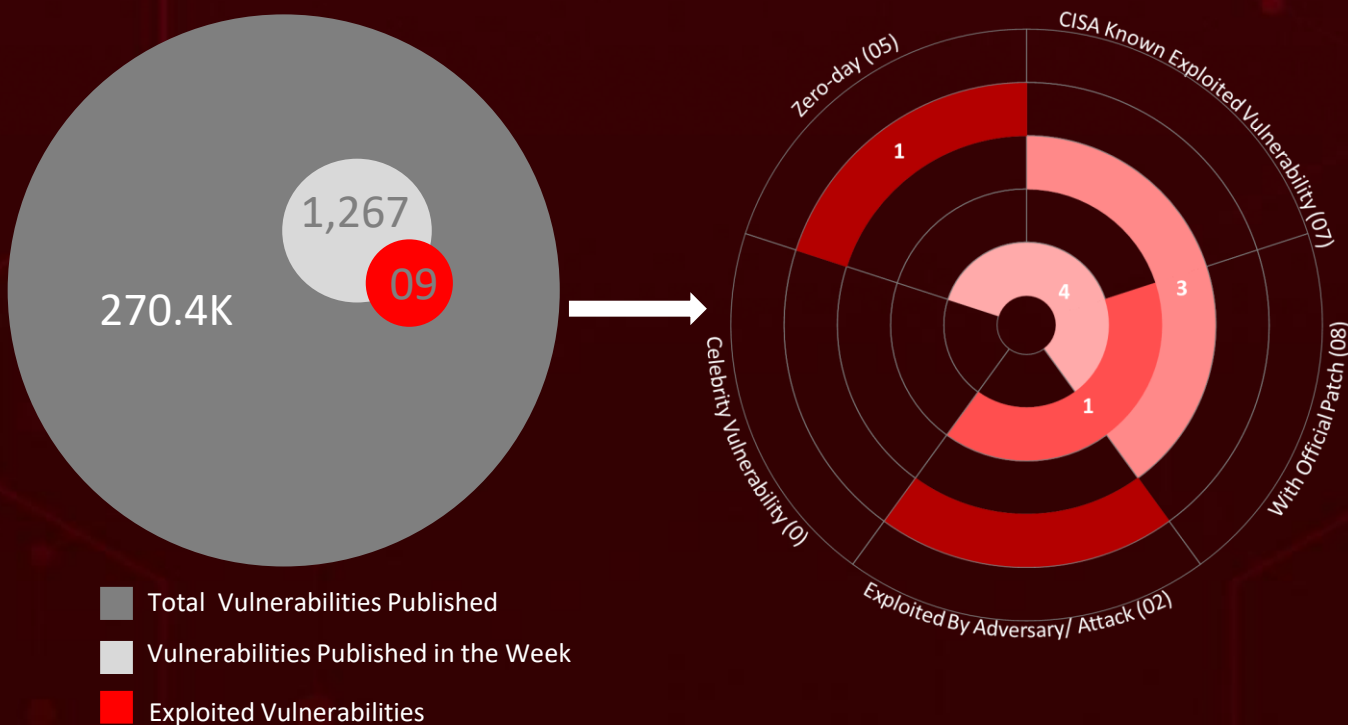 270.4K
1,267
09
Total Vulnerabilities Published
Vulnerabilities Published in the Week
Exploited Vulnerabilities
Zero-day (05)
CISA Known Exploited Vulnerability (07)
With Official Patch (08)
Exploited By Adversary/ Attack (02)
Celebrity Vulnerability (0)
1
3
4
1